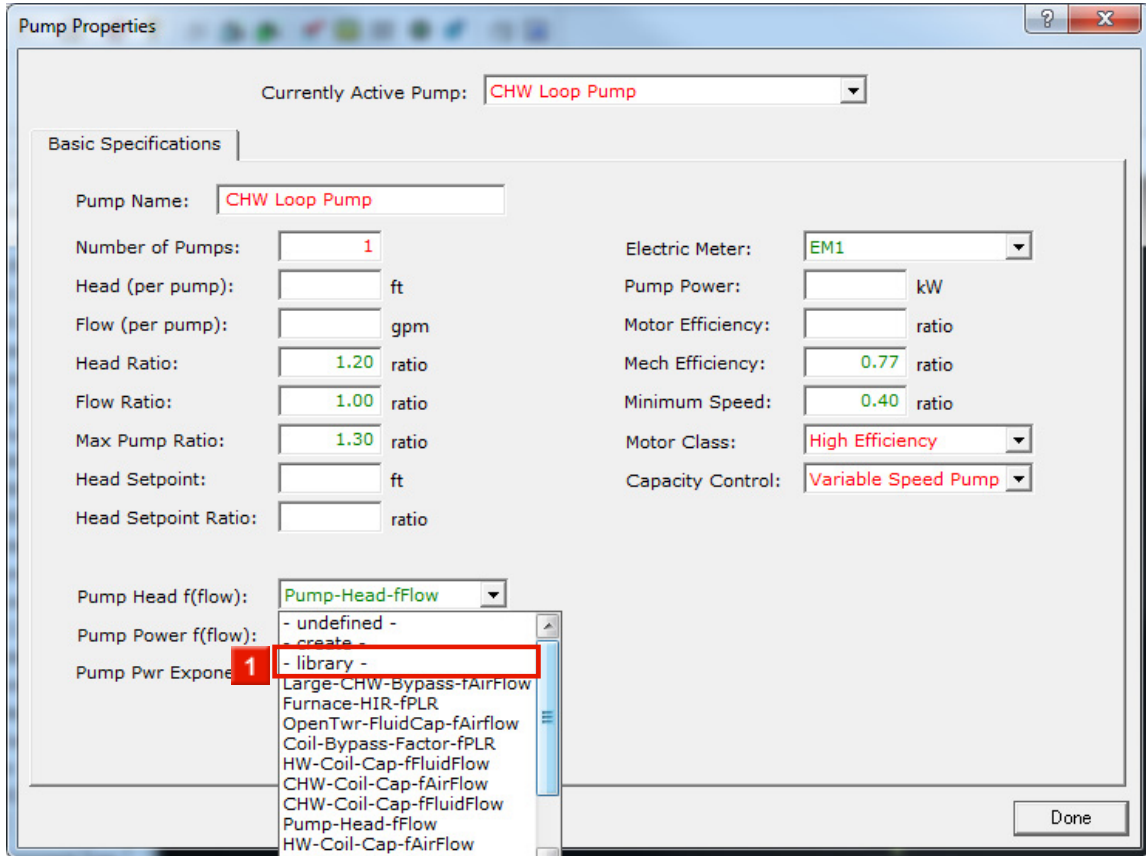 Pump Properties
Currently Active Pump: CHW Loop Pump
Basic Specifications
Pump Name: CHW Loop Pump
Number of Pumps: 1
Head (per pump): ft
Flow (per pump): gpm
Head Ratio: 1.20 ratio
Flow Ratio: 1.00 ratio
Max Pump Ratio: 1.30 ratio
Head Setpoint: ft
Head Setpoint Ratio: ratio
Electric Meter: EM1
Pump Power: kW
Motor Efficiency: ratio
Mech Efficiency: 0.77 ratio
Minimum Speed: 0.40 ratio
Motor Class: High Efficiency
Capacity Control: Variable Speed Pump
Pump Head f(flow): Pump-Head-fFlow
Pump Power f(flow):
Pump Pwr Expone
1
- undefined -
- create -
- library -
Large-CHW-Bypass-fAirFlow
Furnace-HIR-fPLR
OpenTwr-FluidCap-fAirflow
Coil-Bypass-Factor-fPLR
HW-Coil-Cap-fFluidFlow
CHW-Coil-Cap-fAirFlow
CHW-Coil-Cap-fFluidFlow
Pump-Head-fFlow
HW-Coil-Cap-fAirFlow
Done